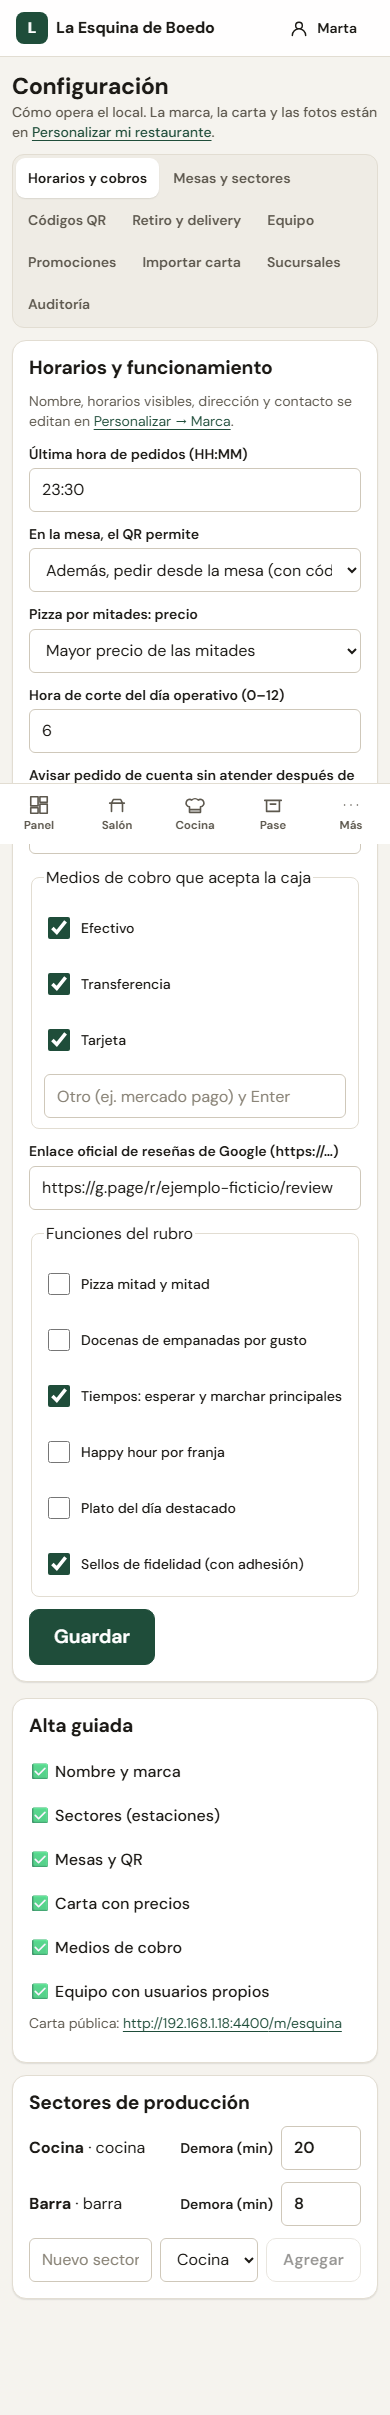 L La Esquina de Boedo Marta
Configuración
Cómo opera el local. La marca, la carta y las fotos están
en Personalizar mi restaurante.
Horarios y cobros Mesas y sectores
Códigos QR Retiro y delivery Equipo
Promociones Importar carta Sucursales
Auditoría
Horarios y funcionamiento
Nombre, horarios visibles, dirección y contacto se
editan en Personalizar → Marca.
Última hora de pedidos (HH:MM)
23:30
En la mesa, el QR permite
Además, pedir desde la mesa (con cód
Pizza por mitades: precio
Mayor precio de las mitades
Hora de corte del día operativo (0–12)
6
Avisar pedido de cuenta sin atender después de
Panel Salón Cocina Pase Más
Medios de cobro que acepta la caja
Efectivo
Transferencia
Tarjeta
Otro (ej. mercado pago) y Enter
Enlace oficial de reseñas de Google (https://…)
https://g.page/r/ejemplo-ficticio/review
Funciones del rubro
Pizza mitad y mitad
Docenas de empanadas por gusto
Tiempos: esperar y marchar principales
Happy hour por franja
Plato del día destacado
Sellos de fidelidad (con adhesión)
Guardar
Alta guiada
Nombre y marca
Sectores (estaciones)
Mesas y QR
Carta con precios
Medios de cobro
Equipo con usuarios propios
Carta pública: http://192.168.1.18:4400/m/esquina
Sectores de producción
Cocina · cocina Demora (min) 20
Barra · barra Demora (min) 8
Nuevo sector Cocina Agregar